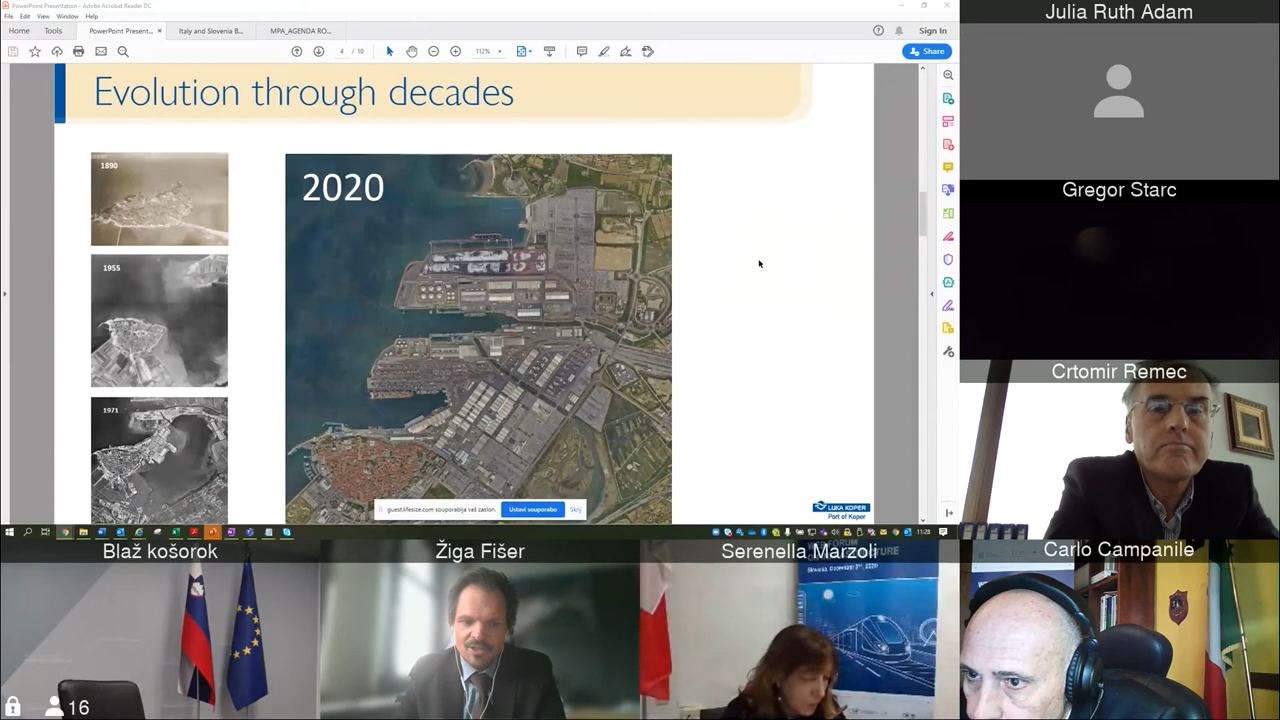 PowerPoint Presentation - Adobe Acrobat Reader DC
File Edit View Window Help
Home Tools PowerPoint Presentat... × Italy and Slovenia B... MPA_AGENDA RO... Sign In
4 / 10 112% Share
Evolution through decades
1890
1955
1971
2020
guest.lifesize.com souporablja vaš zaslon. Ustavi souporabo Skrij
LUKA KOPER
Port of Koper
11:28
Julia Ruth Adam
Gregor Starc
Crtomir Remec
Blaž košorok
Žiga Fišer
Serenella Marzoli
Carlo Campanile
16